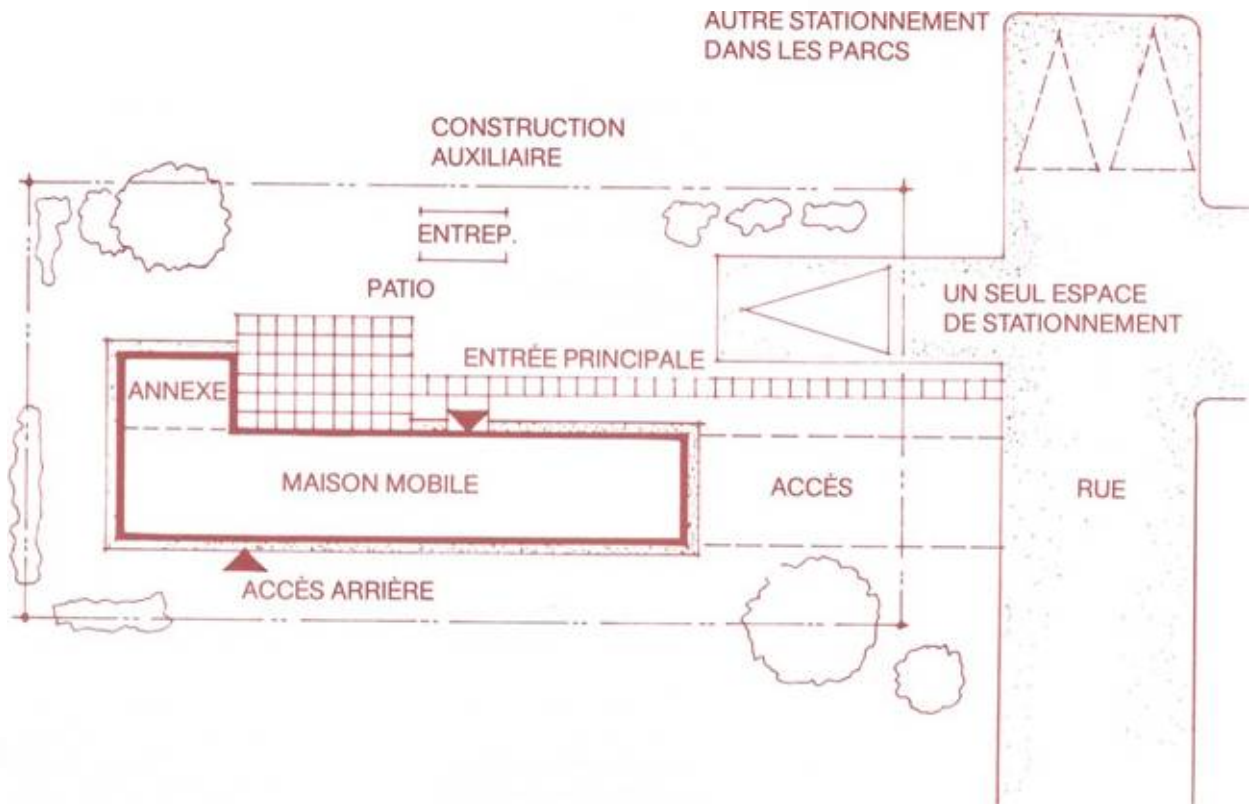 AUTRE STATIONNEMENT
DANS LES PARCS
CONSTRUCTION
AUXILIAIRE
ENTREP.
PATIO
UN SEUL ESPACE
DE STATIONNEMENT
ENTRÉE PRINCIPALE
ANNEXE
MAISON MOBILE
ACCÈS
RUE
ACCÈS ARRIÈRE